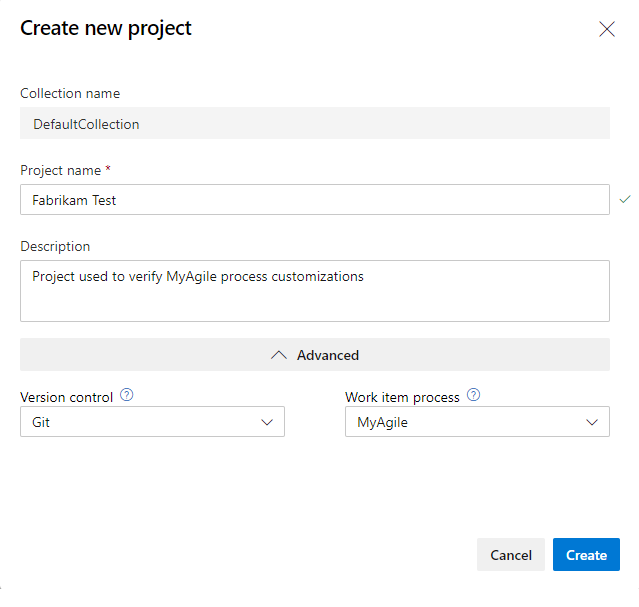 Create new project
Collection name
DefaultCollection
Project name *
Fabrikam Test
Description
Project used to verify MyAgile process customizations
Advanced
Version control ?
Work item process ?
Git
MyAgile
Cancel
Create